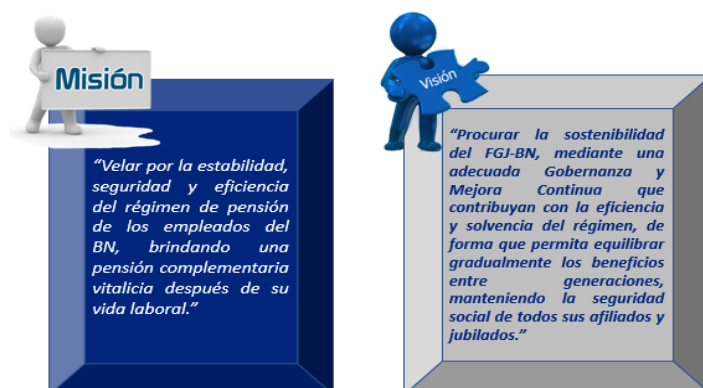 Misión
“Velar por la estabilidad,
seguridad y eficiencia
del régimen de pensión
de los empleados del
BN, brindando una
pensión complementaria
vitalicia después de su
vida laboral.”
Visión
“Procurar la sostenibilidad
del FGJ-BN, mediante una
adecuada Gobernanza y
Mejora Continua que
contribuyan con la eficiencia
y solvencia del régimen, de
forma que permita equilibrar
gradualmente los beneficios
entre generaciones,
manteniendo la seguridad
social de todos sus afiliados y
jubilados.”